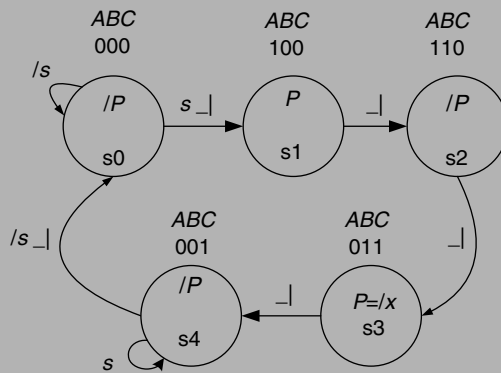 ABC
000
ABC
100
ABC
110
/s
/P
s0
s _|
P
s1
_|
/P
s2
/s _|
ABC
001
ABC
011
_|
/P
s4
_|
P=/x
s3
s